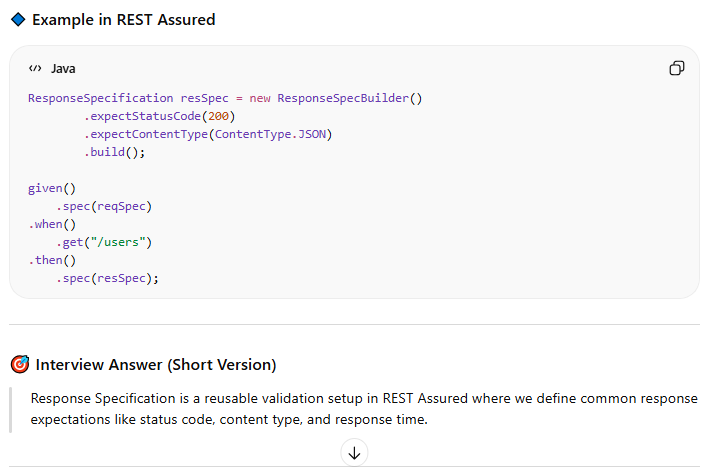 🔷 Example in REST Assured
</> Java
ResponseSpecification resSpec = new ResponseSpecBuilder()
        .expectStatusCode(200)
        .expectContentType(ContentType.JSON)
        .build();

given()
    .spec(reqSpec)
.when()
    .get("/users")
.then()
    .spec(resSpec);
🎯 Interview Answer (Short Version)
Response Specification is a reusable validation setup in REST Assured where we define common response
expectations like status code, content type, and response time.